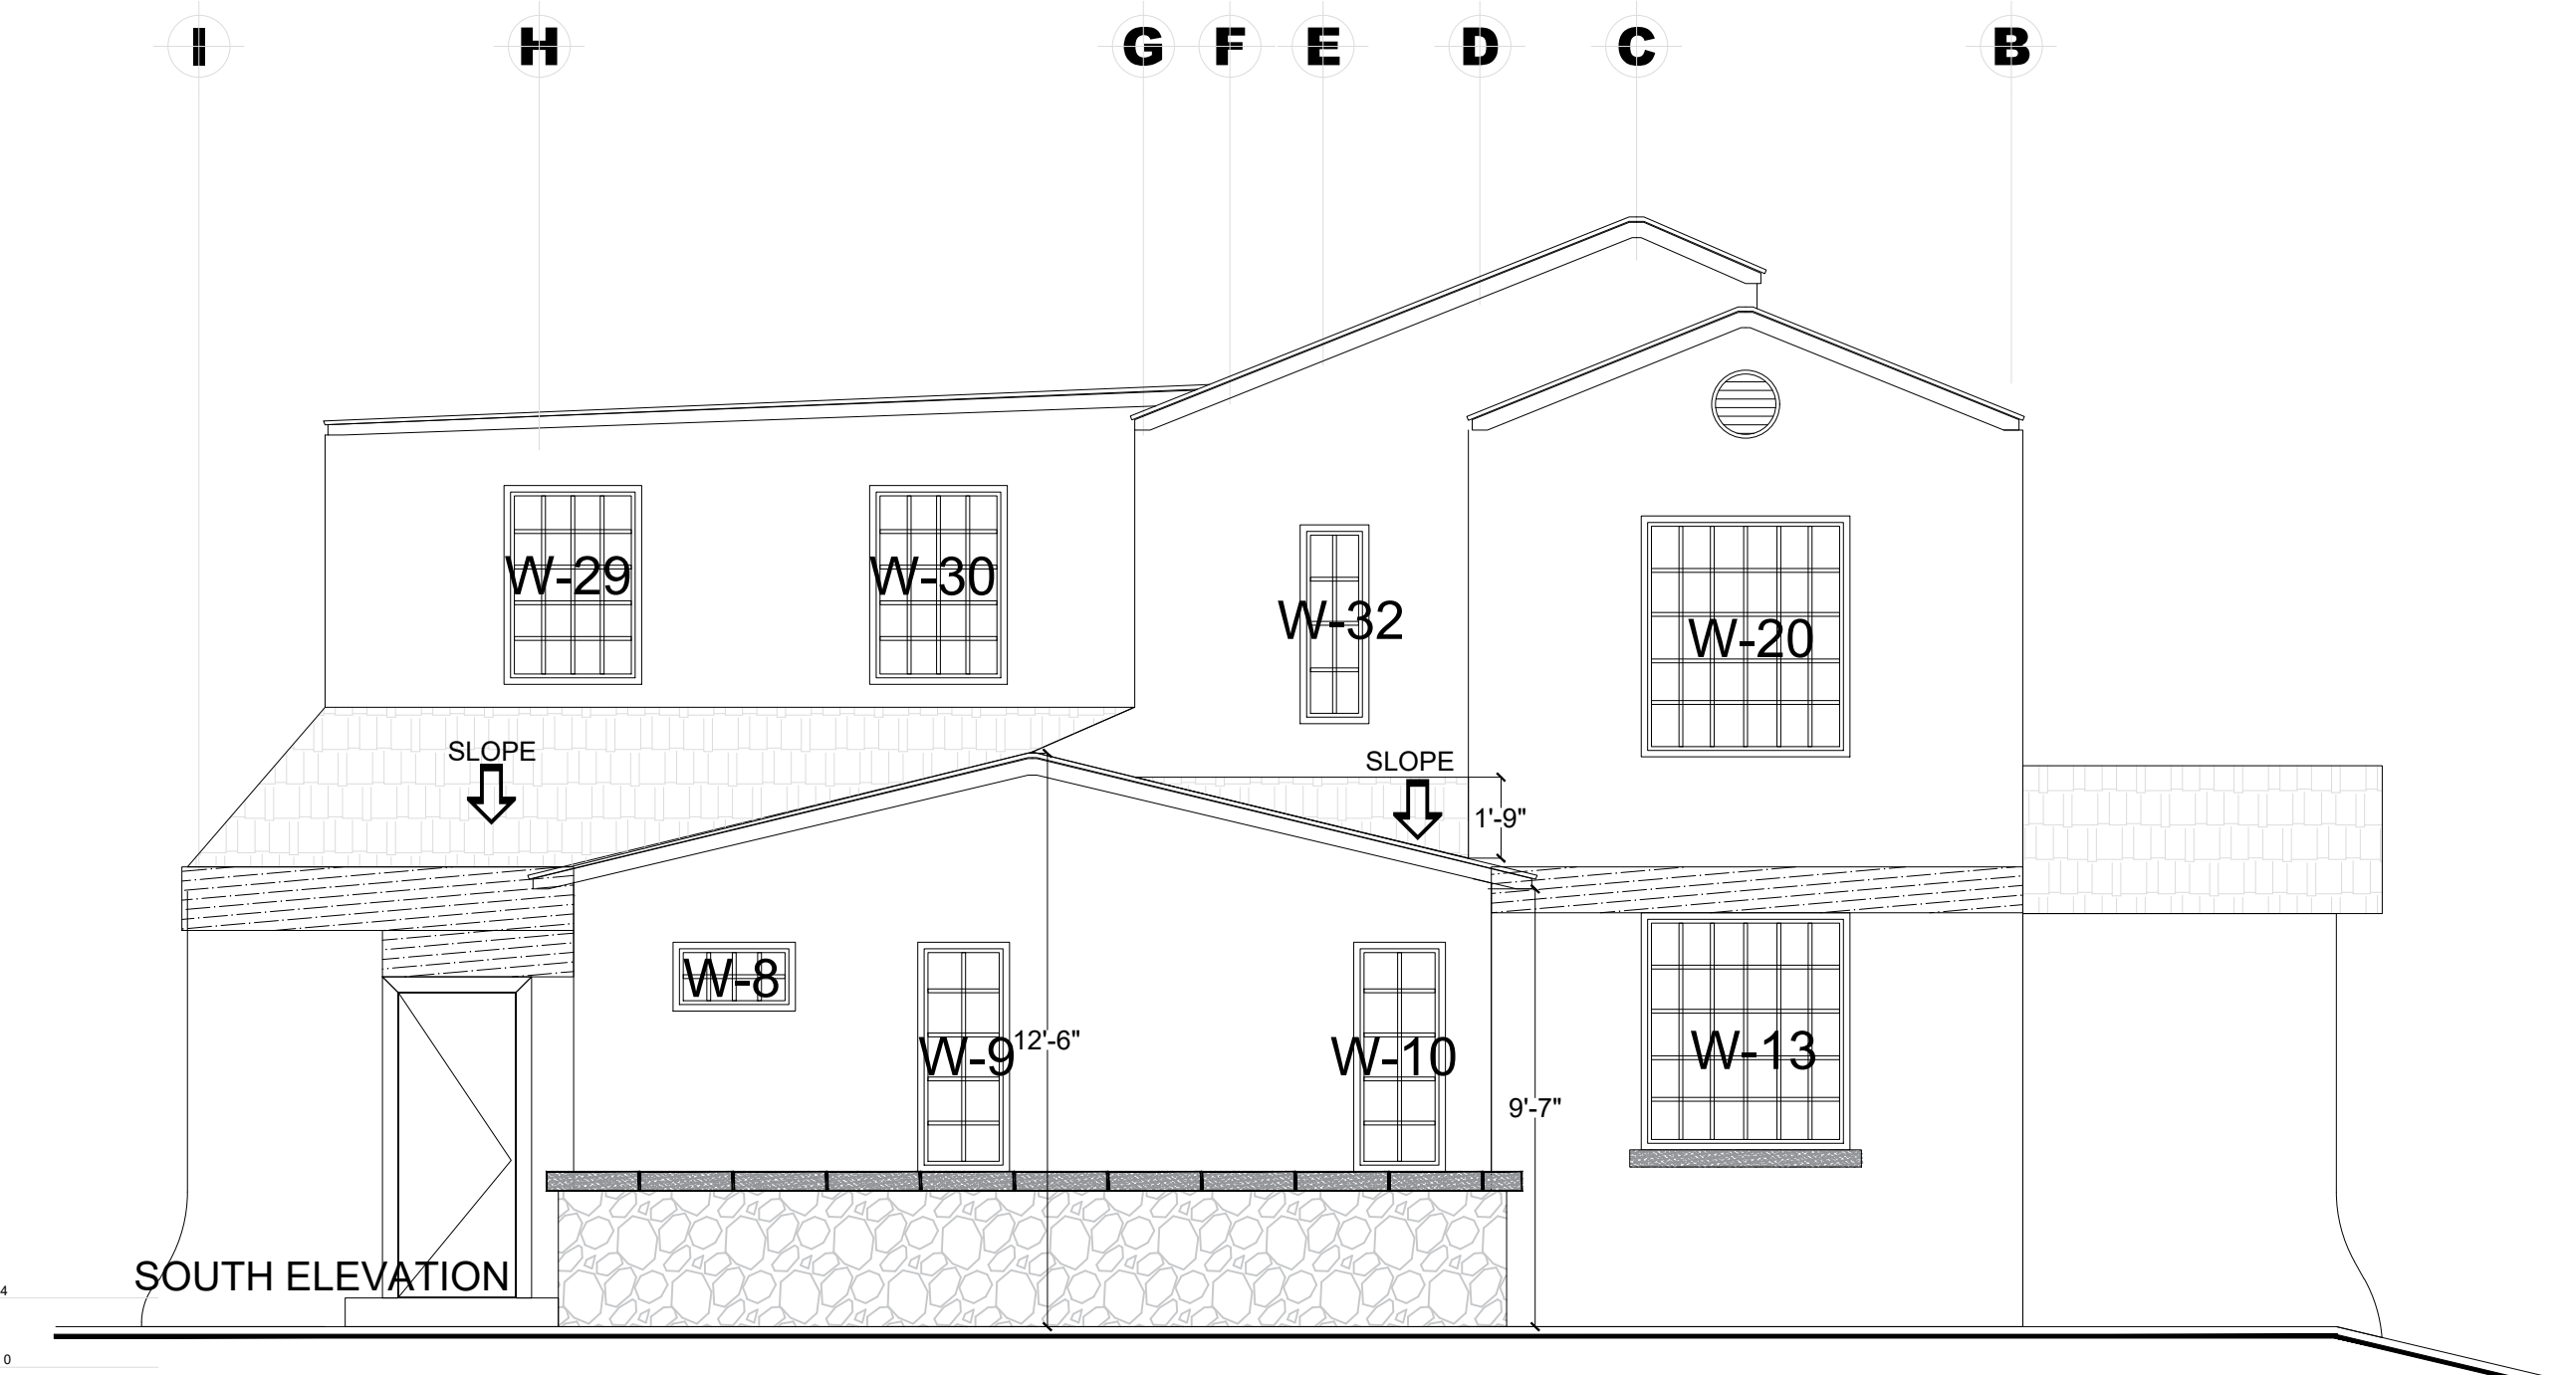 I H G F E D C B
W-29 W-30 W-32 W-20
SLOPE SLOPE
1'-9"
W-8 W-9 12'-6" W-10 W-13
9'-7"
SOUTH ELEVATION
4
0